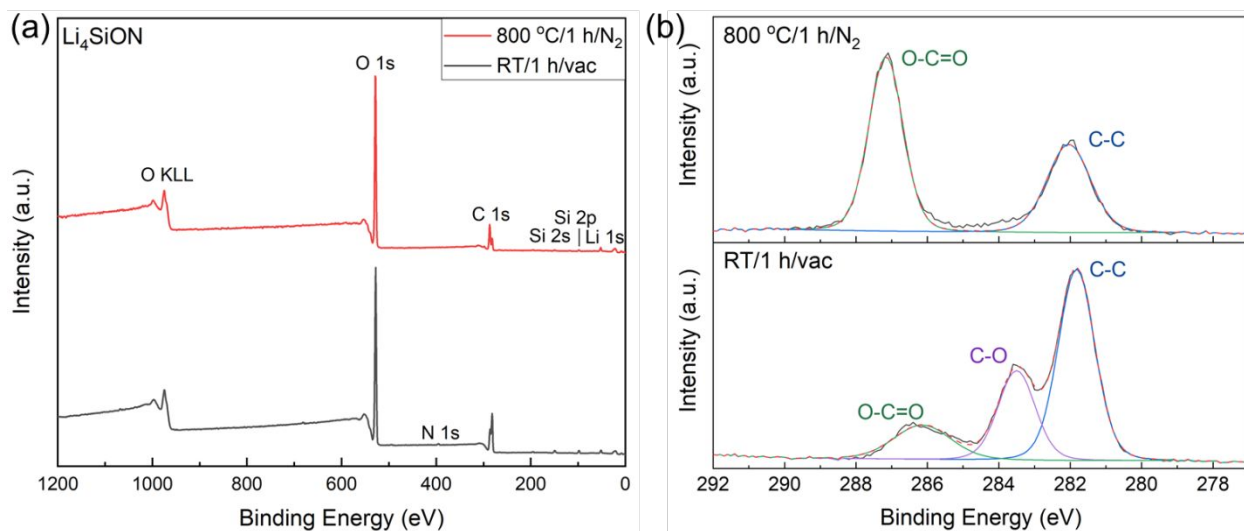 (a)
Li₄SiON
800 °C/1 h/N₂
RT/1 h/vac
O 1s
O KLL
C 1s
Si 2p
Si 2s | Li 1s
N 1s
Intensity (a.u.)
1200 1000 800 600 400 200 0
Binding Energy (eV)
(b)
800 °C/1 h/N₂
O-C=O
C-C
Intensity (a.u.)
RT/1 h/vac
C-C
C-O
O-C=O
Intensity (a.u.)
292 290 288 286 284 282 280 278
Binding Energy (eV)